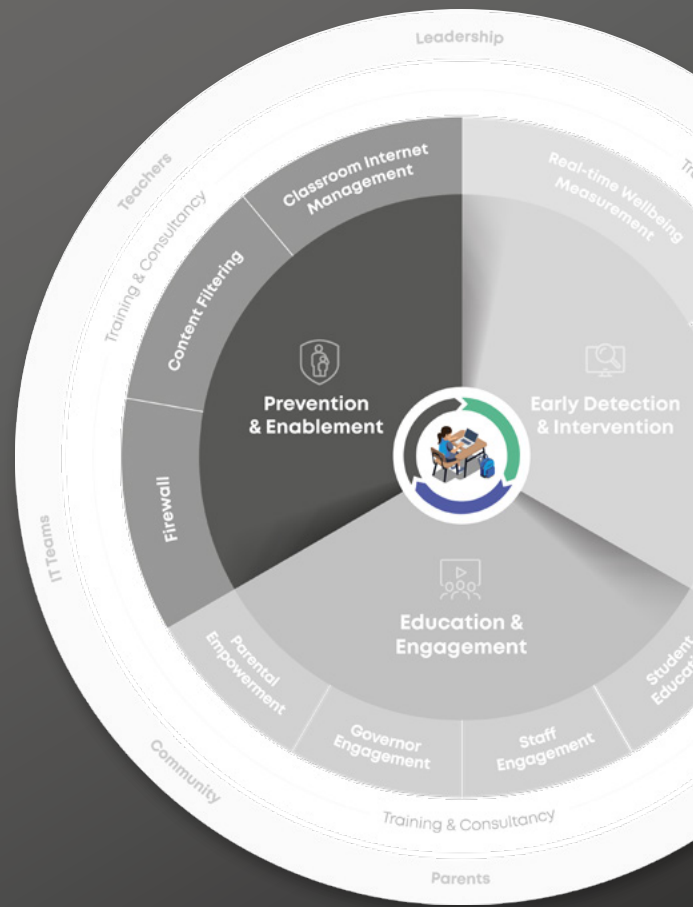 Leadership
Teachers
Training & Consultancy
Classroom Internet
Management
Real-time Wellbeing
Measurement
Content Filtering
Prevention
& Enablement
Early Detection
& Intervention
Firewall
IT Teams
Education &
Engagement
Parental
Empowerment
Governor
Engagement
Staff
Engagement
Student
Community
Training & Consultancy
Parents